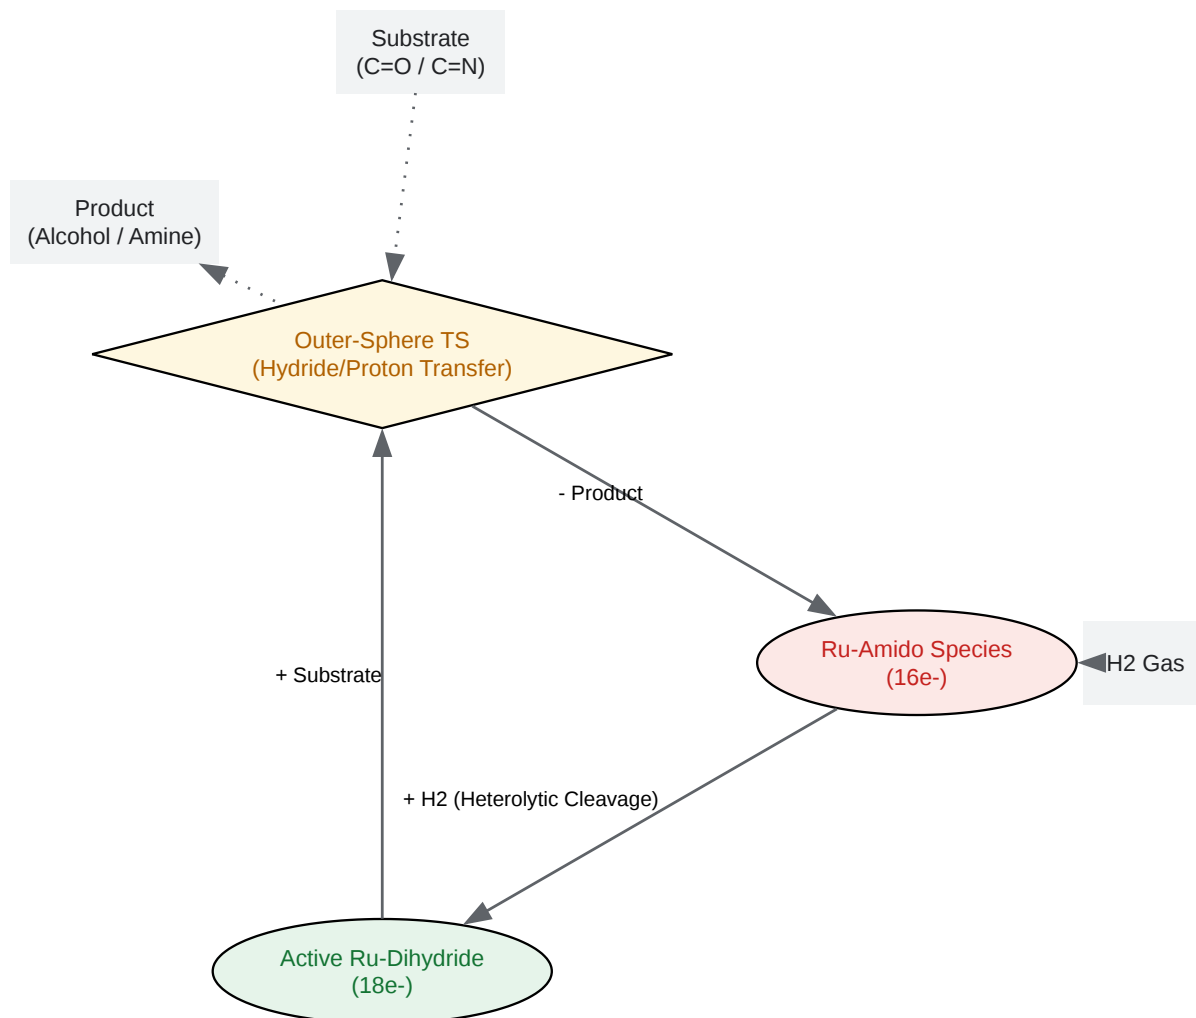 Substrate
(C=O / C=N)
Product
(Alcohol / Amine)
Outer-Sphere TS
(Hydride/Proton Transfer)
- Product
Ru-Amido Species
(16e-)
H2 Gas
+ Substrate
+ H2 (Heterolytic Cleavage)
Active Ru-Dihydride
(18e-)